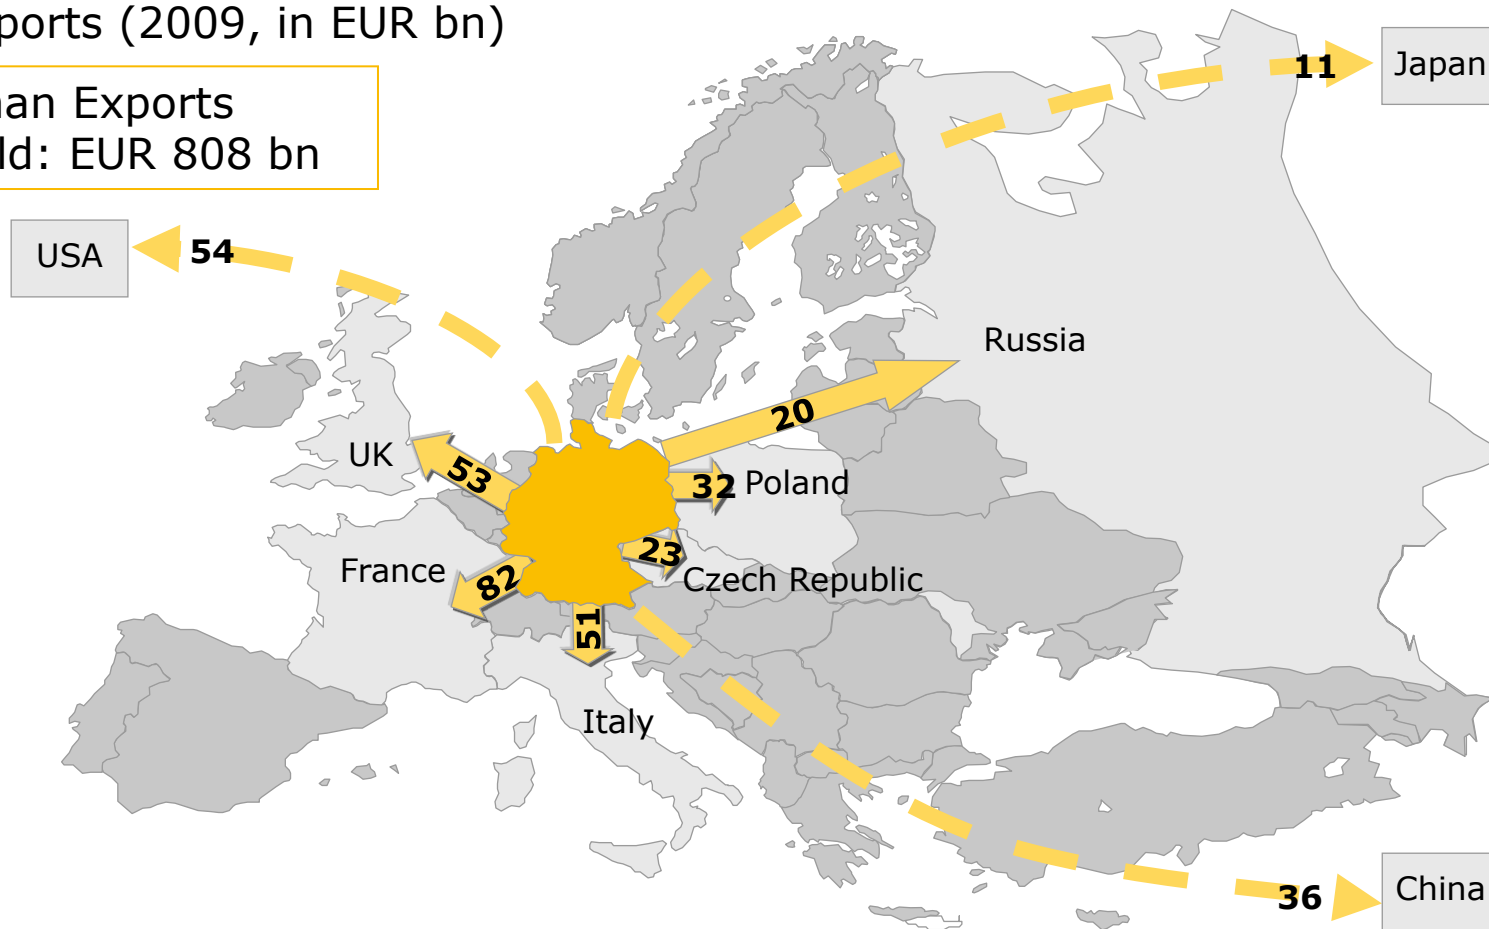 ports (2009, in EUR bn)
nan Exports
ld: EUR 808 bn
11
Japan
USA
54
Russia
20
UK
53
32
Poland
23
France
82
Czech Republic
51
Italy
36
China